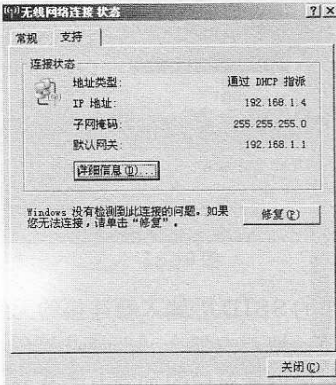 无线网络连接 状态
常规 支持
连接状态
地址类型: 通过 DHCP 指派
IP 地址: 192.168.1.4
子网掩码: 255.255.255.0
默认网关: 192.168.1.1
详细信息(D)...
Windows 没有检测到此连接的问题。如果
您无法连接,请单击“修复”。
修复(P)
关闭(C)